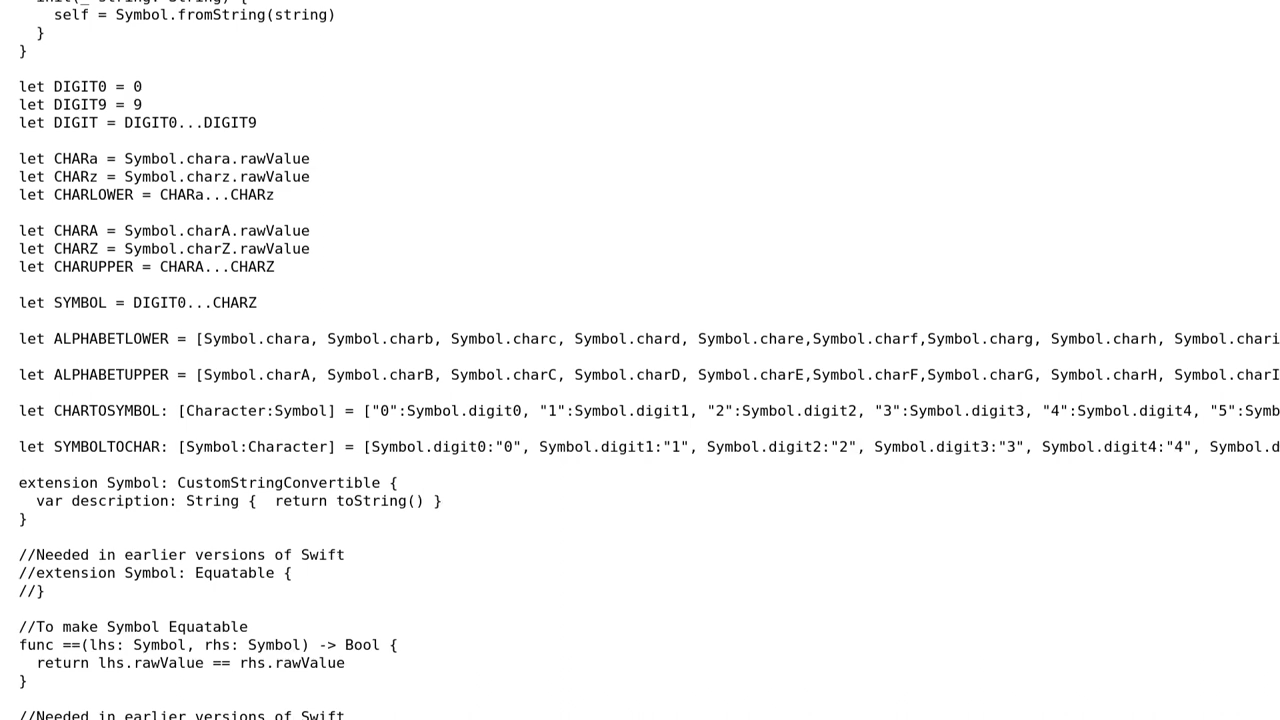 init(_ string: String) {
    self = Symbol.fromString(string)
  }
}

let DIGIT0 = 0
let DIGIT9 = 9
let DIGIT = DIGIT0...DIGIT9

let CHARa = Symbol.chara.rawValue
let CHARz = Symbol.charz.rawValue
let CHARLOWER = CHARa...CHARz

let CHARA = Symbol.charA.rawValue
let CHARZ = Symbol.charZ.rawValue
let CHARUPPER = CHARA...CHARZ

let SYMBOL = DIGIT0...CHARZ

let ALPHABETLOWER = [Symbol.chara, Symbol.charb, Symbol.charc, Symbol.chard, Symbol.chare,Symbol.charf,Symbol.charg, Symbol.charh, Symbol.chari

let ALPHABETUPPER = [Symbol.charA, Symbol.charB, Symbol.charC, Symbol.charD, Symbol.charE,Symbol.charF,Symbol.charG, Symbol.charH, Symbol.charI

let CHARTOSYMBOL: [Character:Symbol] = ["0":Symbol.digit0, "1":Symbol.digit1, "2":Symbol.digit2, "3":Symbol.digit3, "4":Symbol.digit4, "5":Symb

let SYMBOLTOCHAR: [Symbol:Character] = [Symbol.digit0:"0", Symbol.digit1:"1", Symbol.digit2:"2", Symbol.digit3:"3", Symbol.digit4:"4", Symbol.d

extension Symbol: CustomStringConvertible {
  var description: String {  return toString() }
}

//Needed in earlier versions of Swift
//extension Symbol: Equatable {
//}

//To make Symbol Equatable
func ==(lhs: Symbol, rhs: Symbol) -> Bool {
  return lhs.rawValue == rhs.rawValue
}

//Needed in earlier versions of Swift